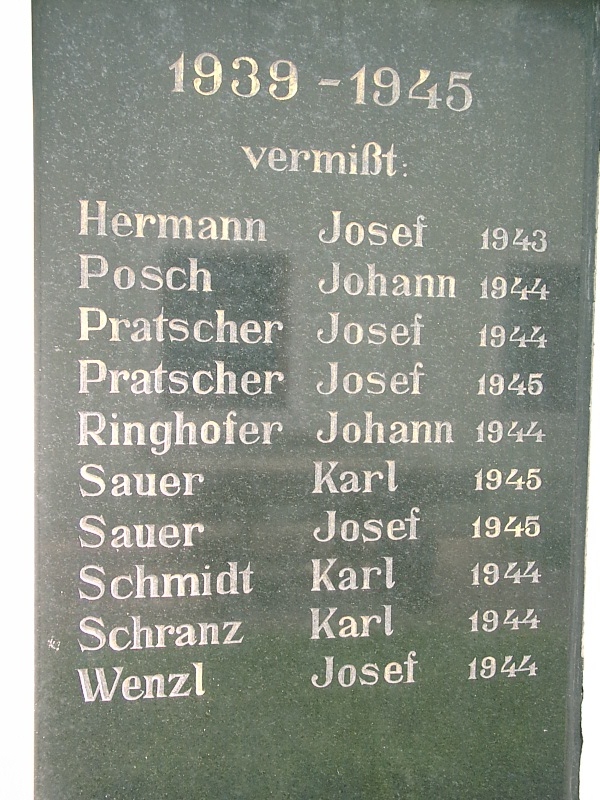 1939 - 1945
vermißt:
Hermann Josef 1943
Posch Johann 1944
Pratscher Josef 1944
Pratscher Josef 1945
Ringhofer Johann 1944
Sauer Karl 1945
Sauer Josef 1945
Schmidt Karl 1944
Schranz Karl 1944
Wenzl Josef 1944